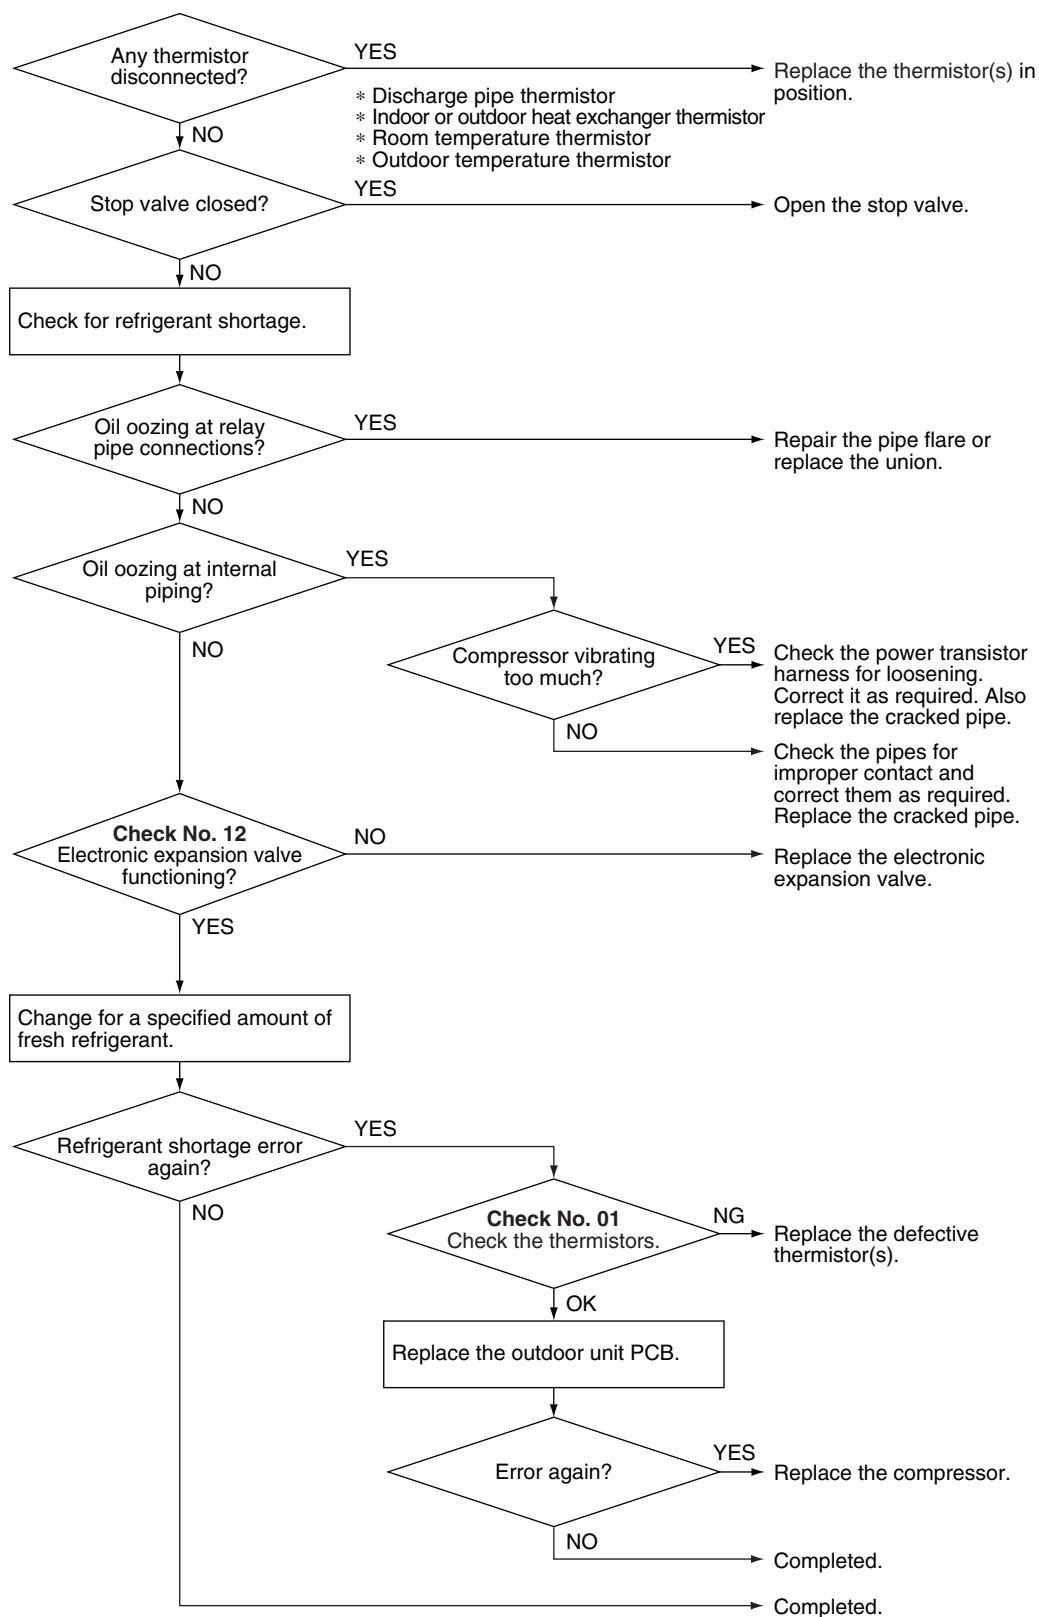 Any thermistor
disconnected?
YES
Replace the thermistor(s) in
position.
∗ Discharge pipe thermistor
∗ Indoor or outdoor heat exchanger thermistor
∗ Room temperature thermistor
∗ Outdoor temperature thermistor
NO
Stop valve closed?
YES
Open the stop valve.
NO
Check for refrigerant shortage.
Oil oozing at relay
pipe connections?
YES
Repair the pipe flare or
replace the union.
NO
Oil oozing at internal
piping?
YES
NO
Compressor vibrating
too much?
YES
Check the power transistor
harness for loosening.
Correct it as required. Also
replace the cracked pipe.
NO
Check the pipes for
improper contact and
correct them as required.
Replace the cracked pipe.
Check No. 12
Electronic expansion valve
functioning?
NO
Replace the electronic
expansion valve.
YES
Change for a specified amount of
fresh refrigerant.
Refrigerant shortage error
again?
YES
NO
Check No. 01
Check the thermistors.
NG
Replace the defective
thermistor(s).
OK
Replace the outdoor unit PCB.
Error again?
YES
Replace the compressor.
NO
Completed.
Completed.